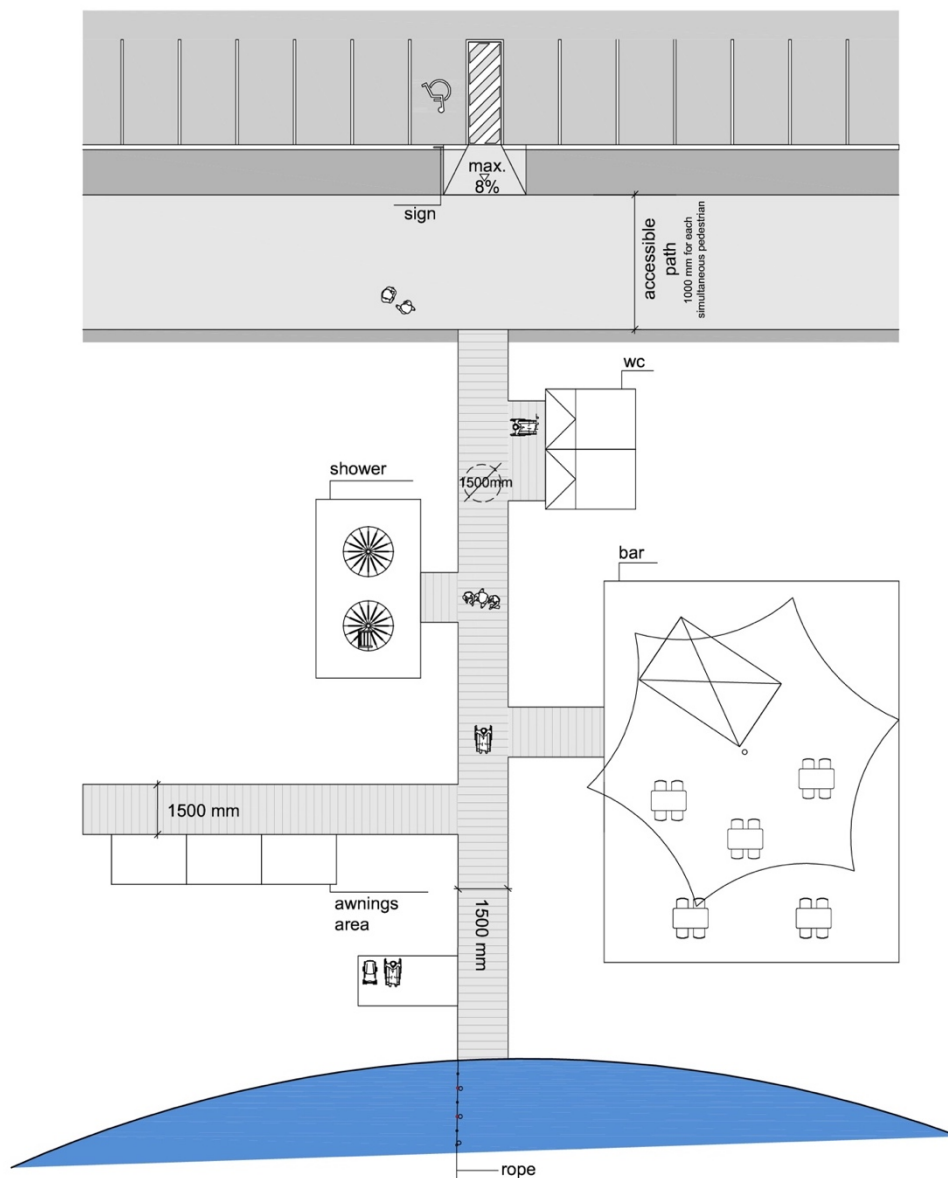 max.
8%
sign
accessible
path
1000 mm for each
simultaneous pedestrian
wc
shower
1500mm
bar
1500 mm
awnings
area
1500 mm
rope